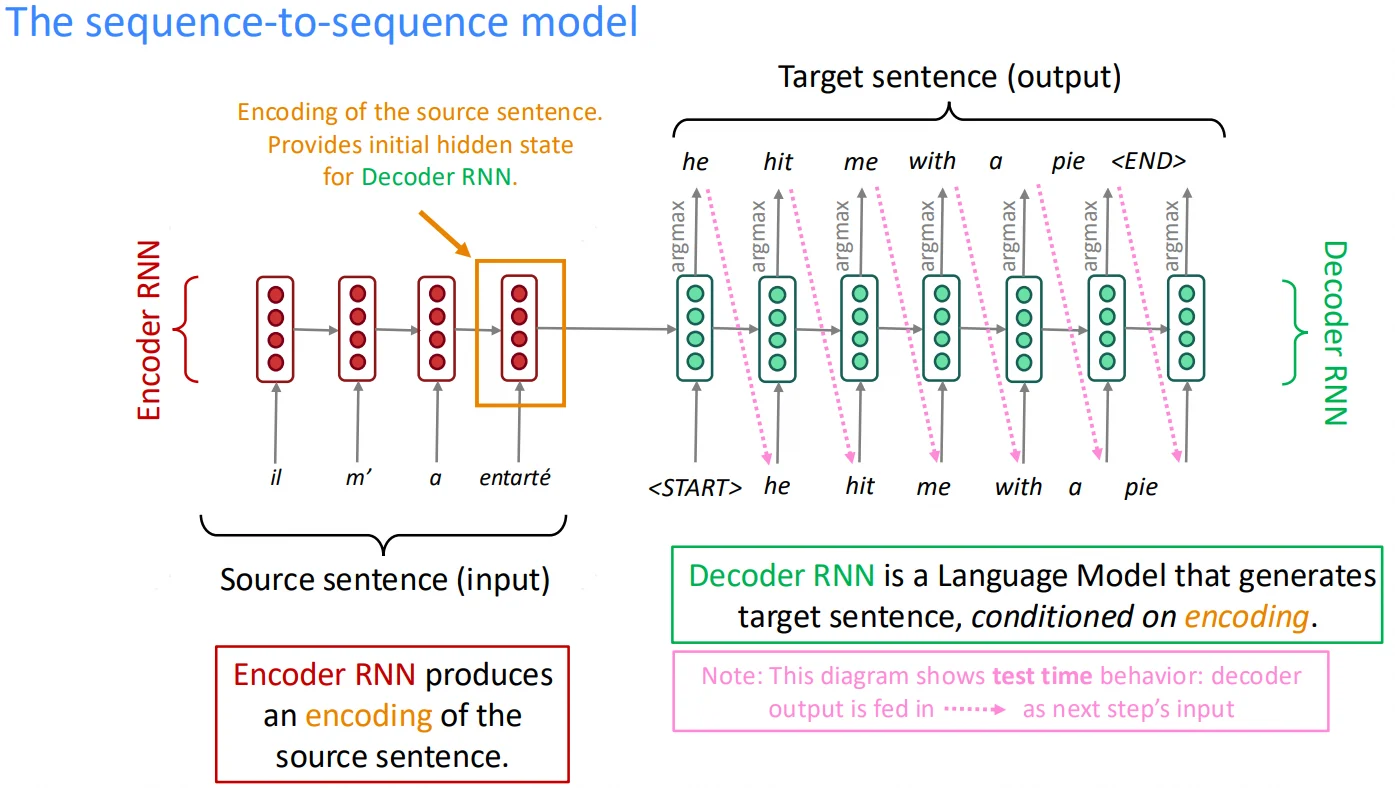 The sequence-to-sequence model
Target sentence (output)
Encoding of the source sentence.
Provides initial hidden state
for Decoder RNN.
he hit me with a pie <END>
argmax argmax argmax argmax argmax argmax argmax
Encoder RNN
Decoder RNN
il m’ a entarté
<START> he hit me with a pie
Source sentence (input)
Decoder RNN is a Language Model that generates
target sentence, conditioned on encoding.
Encoder RNN produces
an encoding of the
source sentence.
Note: This diagram shows test time behavior: decoder
output is fed in as next step’s input